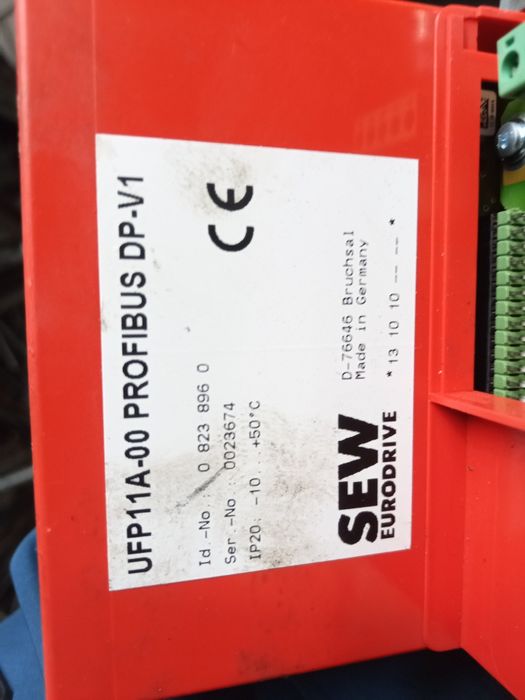 UFP11A-00 PROFIBUS DP-V1
Id.-No.: 0 823 896 0
Ser.-No.: 0023674
IP20; -10...+50°C
CE
SEW
EURODRIVE
D-76646 Bruchsal
Made in Germany
* 13 10 10 -- -- *